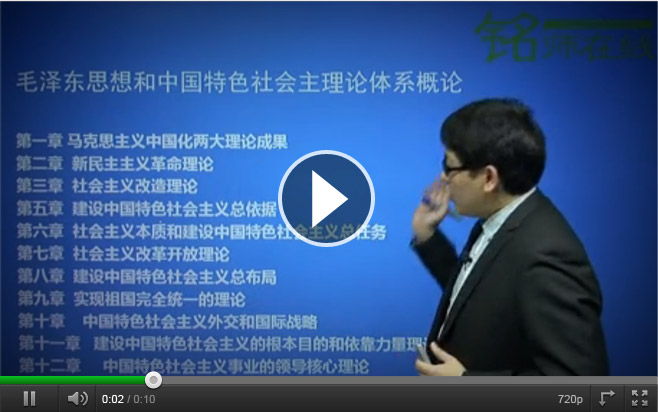 铭师在线
毛泽东思想和中国特色社会主理论体系概论
第一章 马克思主义中国化两大理论成果
第二章 新民主主义革命理论
第三章 社会主义改造理论
第五章 建设中国特色社会主义总依据
第六章 社会主义本质和建设中国特色社会主义总任务
第七章 社会主义改革开放理论
第八章 建设中国特色社会主义总布局
第九章 实现祖国完全统一的理论
第十章 中国特色社会主义外交和国际战略
第十一章 建设中国特色社会主义的根本目的和依靠力量理
第十二章 中国特色社会主义事业的领导核心理论
0:02 / 0:10 720p